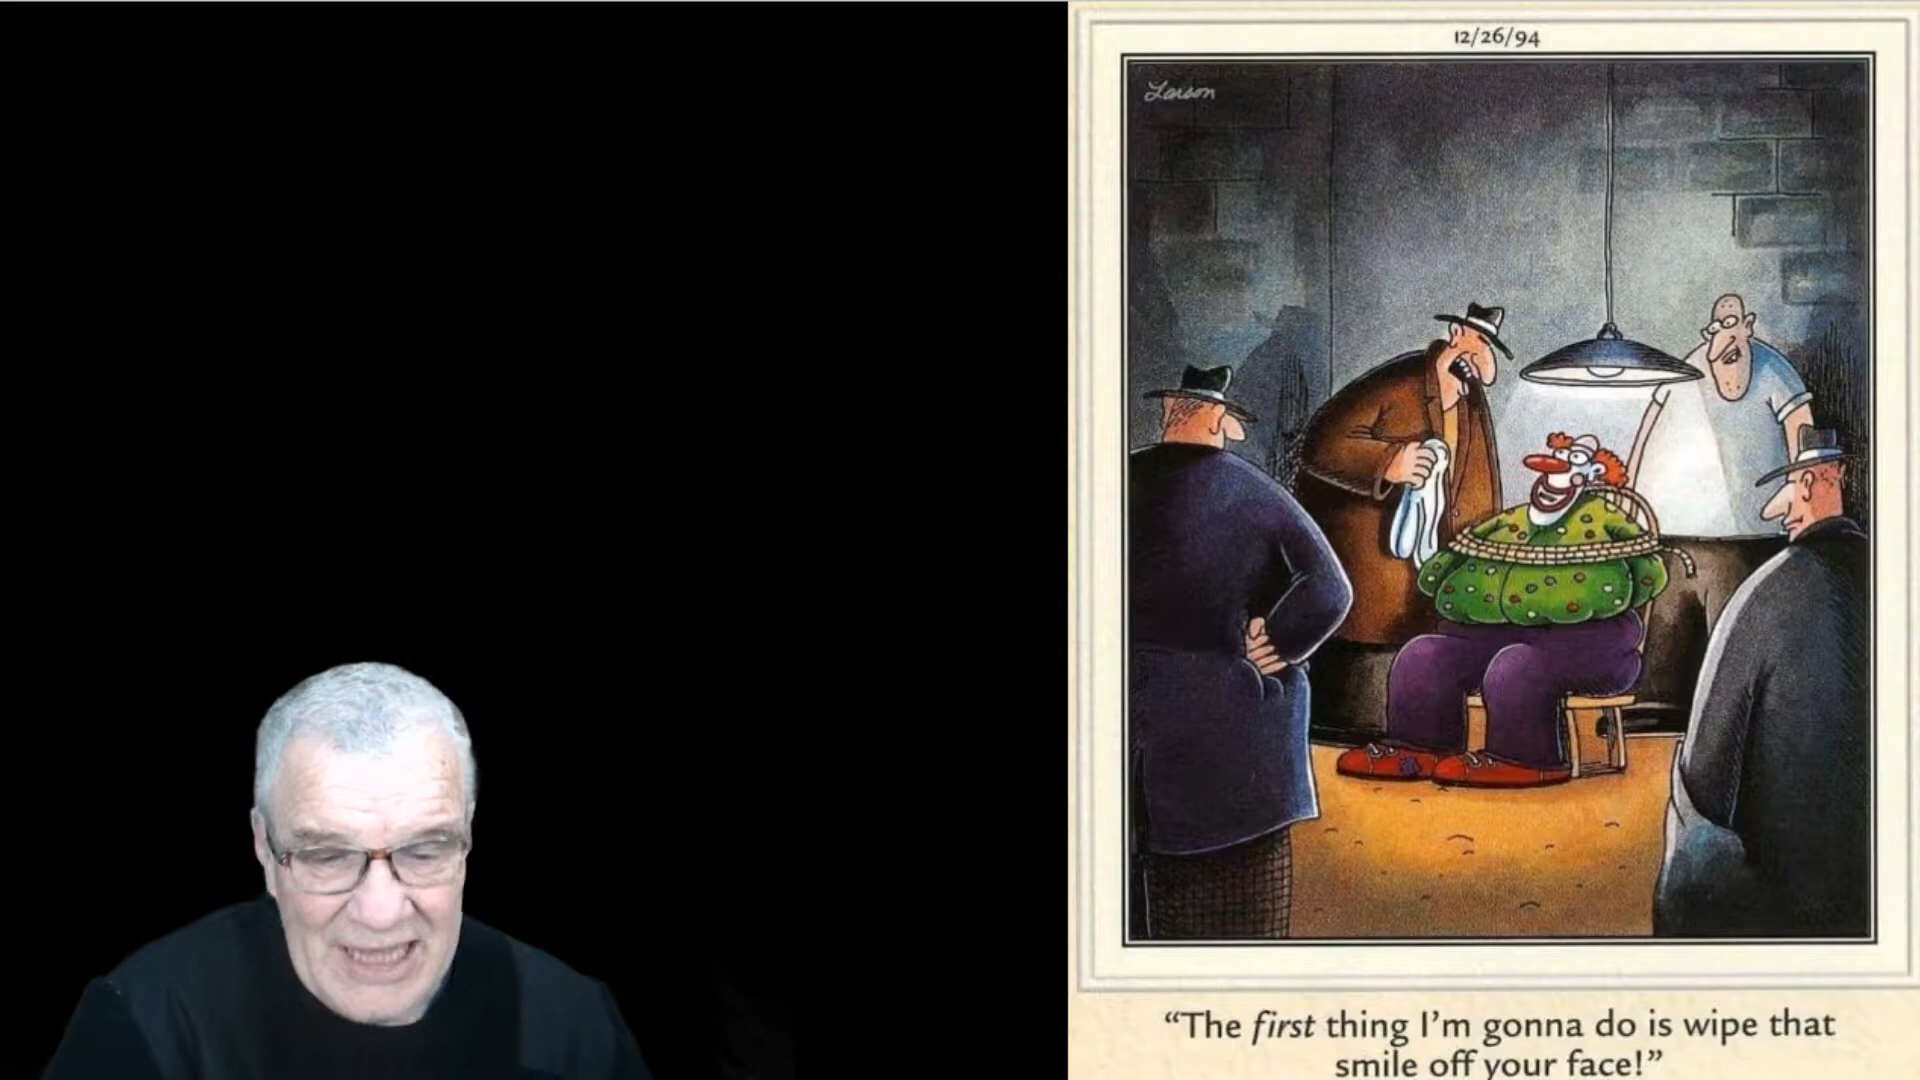 12/26/94
Larson
“The first thing I’m gonna do is wipe that
smile off your face!”